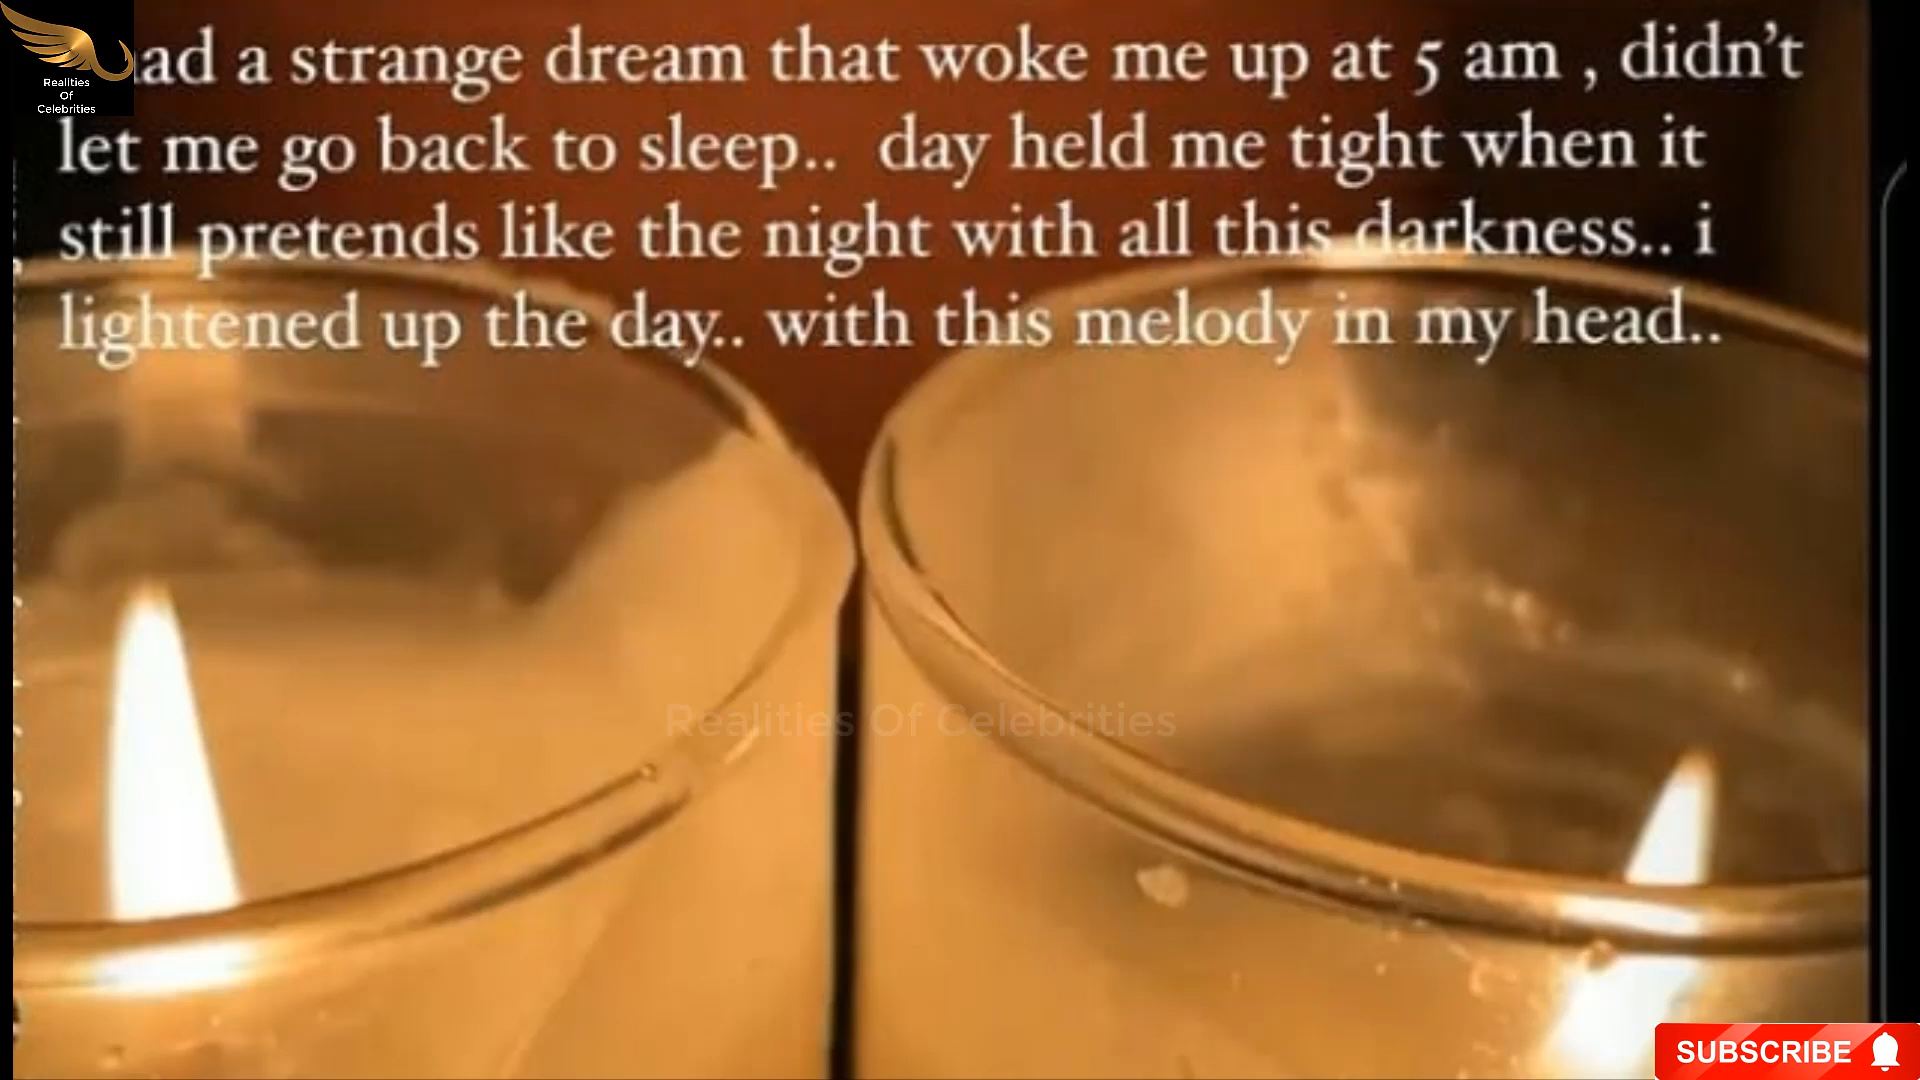 Realities
Of
Celebrities
ad a strange dream that woke me up at 5 am , didn't
let me go back to sleep.. day held me tight when it
still pretends like the night with all this darkness.. i
lightened up the day.. with this melody in my head..
Realities Of Celebrities
SUBSCRIBE